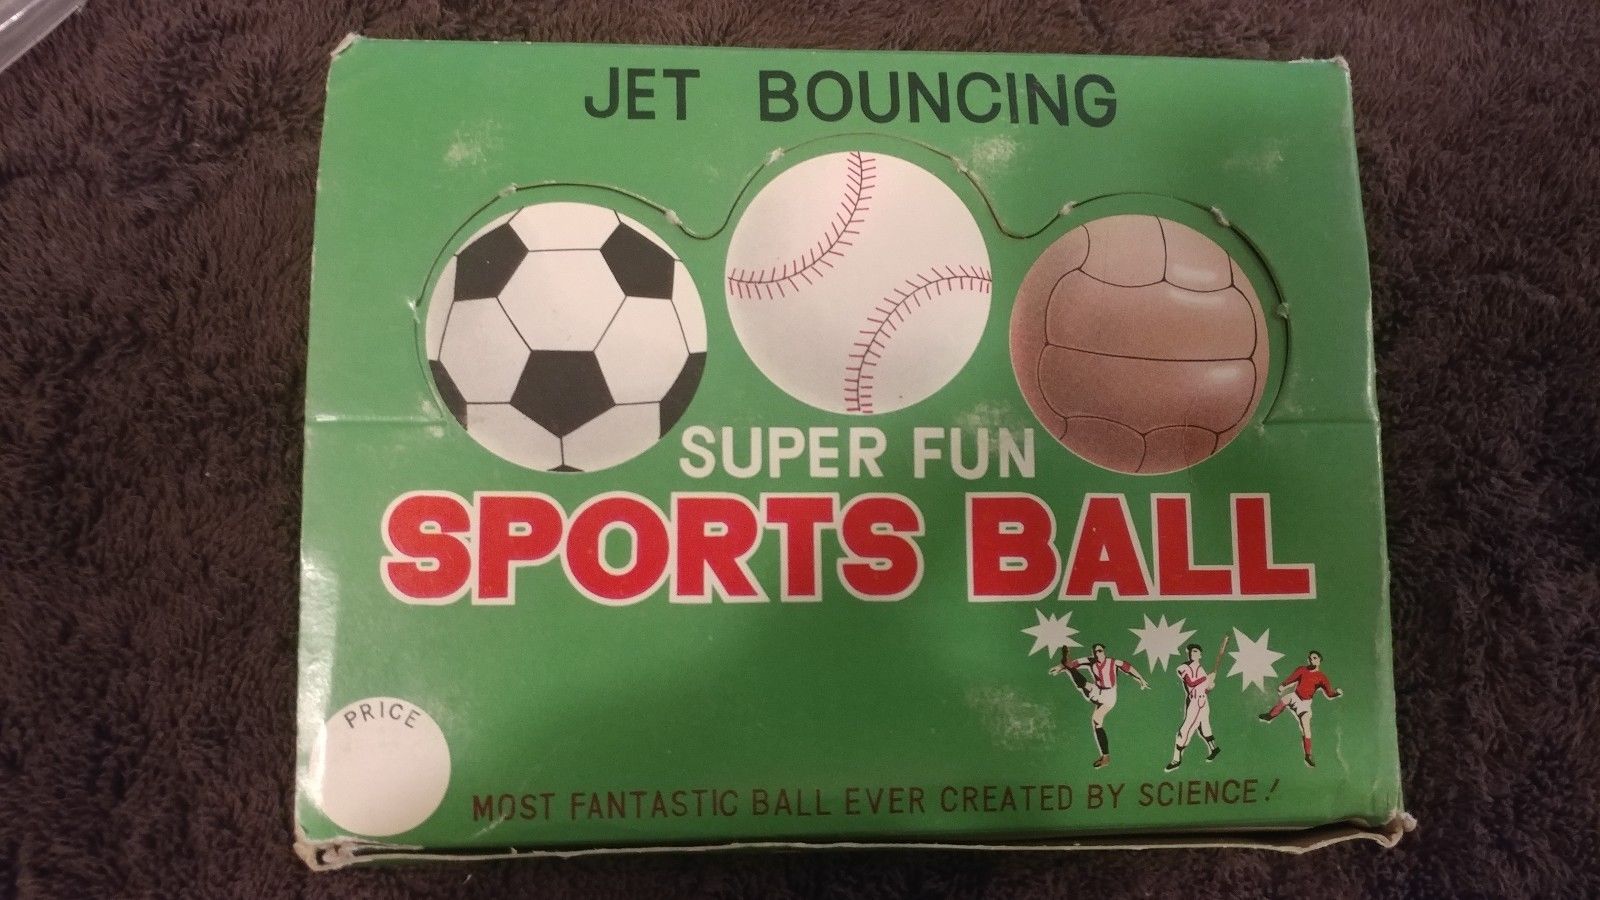 JET BOUNCING
SUPER FUN
SPORTS BALL
PRICE
MOST FANTASTIC BALL EVER CREATED BY SCIENCE!